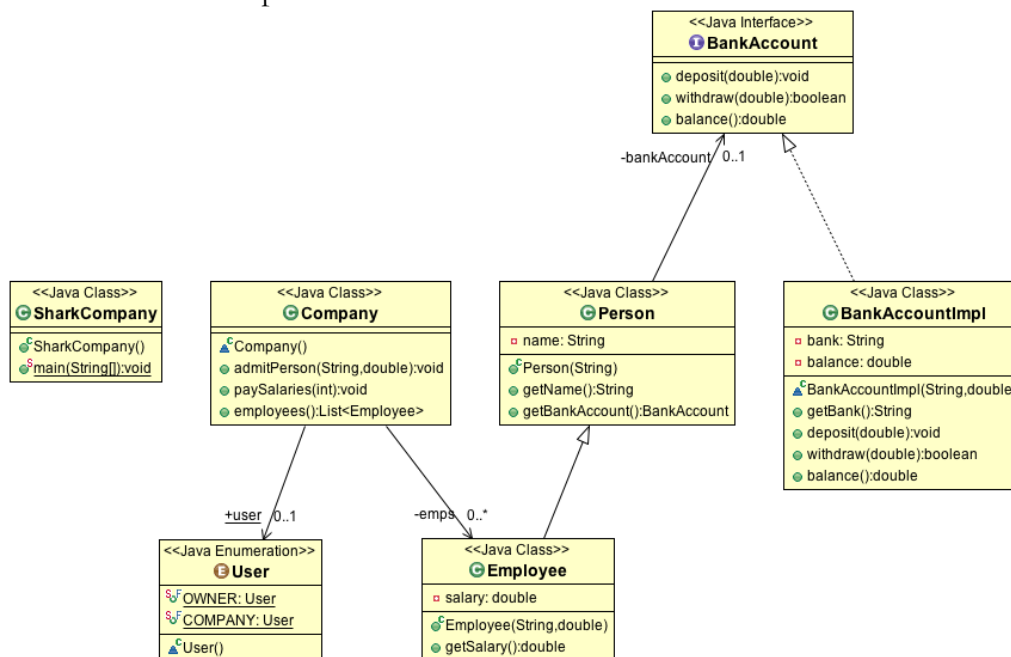 <<Java Interface>>
BankAccount
deposit(double):void
withdraw(double):boolean
balance():double
-bankAccount
0..1
<<Java Class>>
SharkCompany
SharkCompany()
main(String[]):void
<<Java Class>>
Company
Company()
admitPerson(String,double):void
paySalaries(int):void
employees():List<Employee>
<<Java Class>>
Person
name: String
Person(String)
getName():String
getBankAccount():BankAccount
<<Java Class>>
BankAccountImpl
bank: String
balance: double
BankAccountImpl(String,double
getBank():String
deposit(double):void
withdraw(double):boolean
balance():double
+user
0..1
-emps
0..*
<<Java Enumeration>>
User
OWNER: User
COMPANY: User
User()
<<Java Class>>
Employee
salary: double
Employee(String,double)
getSalary():double